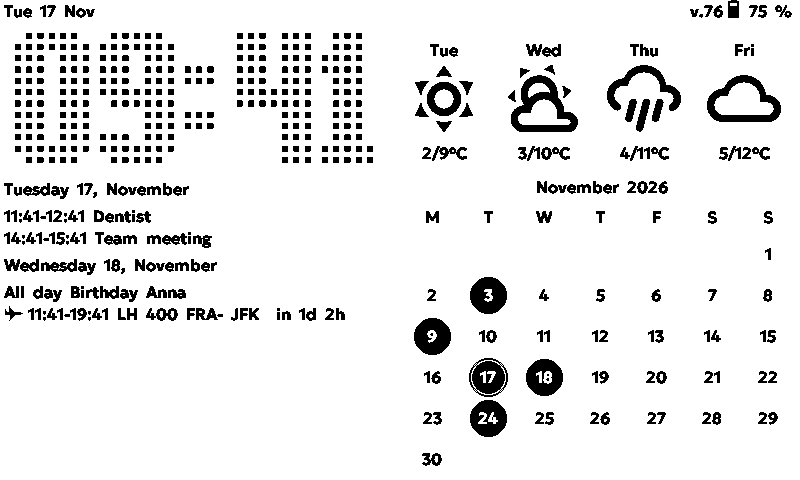 Tue 17 Nov
v.76 75 %
09:41
Tue Wed Thu Fri
2/9°C 3/10°C 4/11°C 5/12°C
Tuesday 17, November
11:41-12:41 Dentist
14:41-15:41 Team meeting
Wednesday 18, November
All day Birthday Anna
11:41-19:41 LH 400 FRA- JFK in 1d 2h
November 2026
M T W T F S S
1
2 3 4 5 6 7 8
9 10 11 12 13 14 15
16 17 18 19 20 21 22
23 24 25 26 27 28 29
30